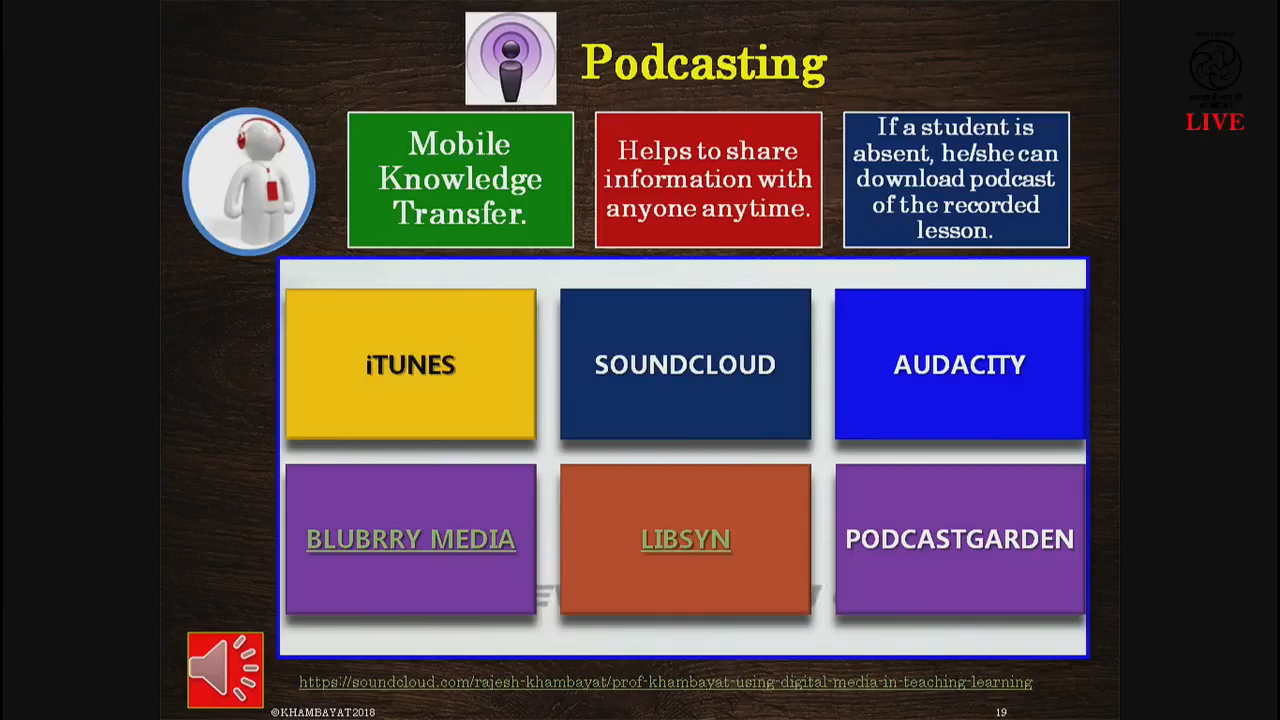 Podcasting
LIVE
Mobile
Knowledge
Transfer.
Helps to share
information with
anyone anytime.
If a student is
absent, he/she can
download podcast
of the recorded
lesson.
iTUNES
SOUNDCLOUD
AUDACITY
BLUBRRY MEDIA
LIBSYN
PODCASTGARDEN
https://soundcloud.com/rajesh-khambayat/prof-khambayat-using-digital-media-in-teaching-learning
©KHAMBAYAT2018
19